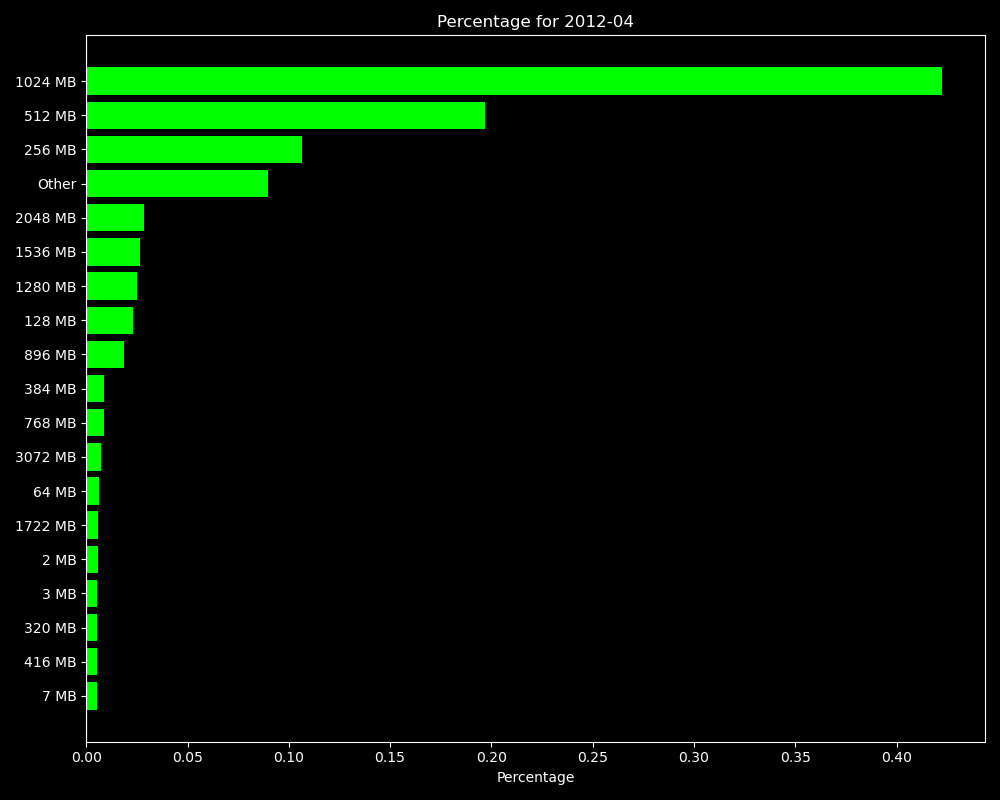 Percentage for 2012-04
1024 MB
512 MB
256 MB
Other
2048 MB
1536 MB
1280 MB
128 MB
896 MB
384 MB
768 MB
3072 MB
64 MB
1722 MB
2 MB
3 MB
320 MB
416 MB
7 MB
0.00 0.05 0.10 0.15 0.20 0.25 0.30 0.35 0.40
Percentage